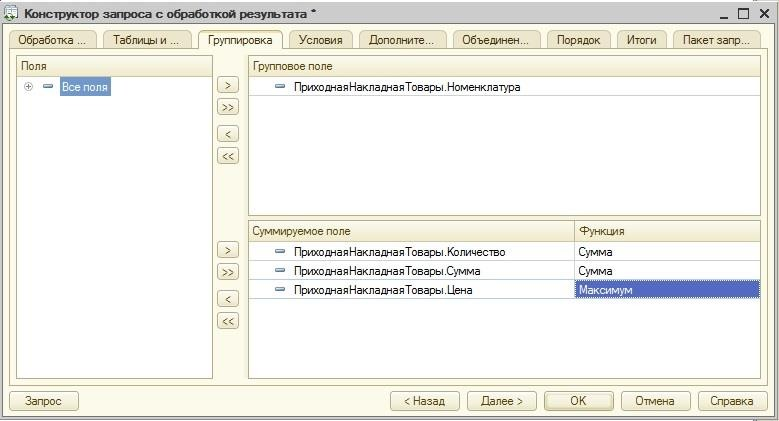 Конструктор запроса с обработкой результата *
Обработка ... Таблицы и ... Группировка Условия Дополните... Объединен... Порядок Итоги Пакет запр...
Поля
Все поля
>
>>
<
<<
Групповое поле
ПриходнаяНакладнаяТовары.Номенклатура
>
>>
<
<<
Суммируемое поле Функция
ПриходнаяНакладнаяТовары.Количество Сумма
ПриходнаяНакладнаяТовары.Сумма Сумма
ПриходнаяНакладнаяТовары.Цена Максимум
Запрос < Назад Далее > OK Отмена Справка